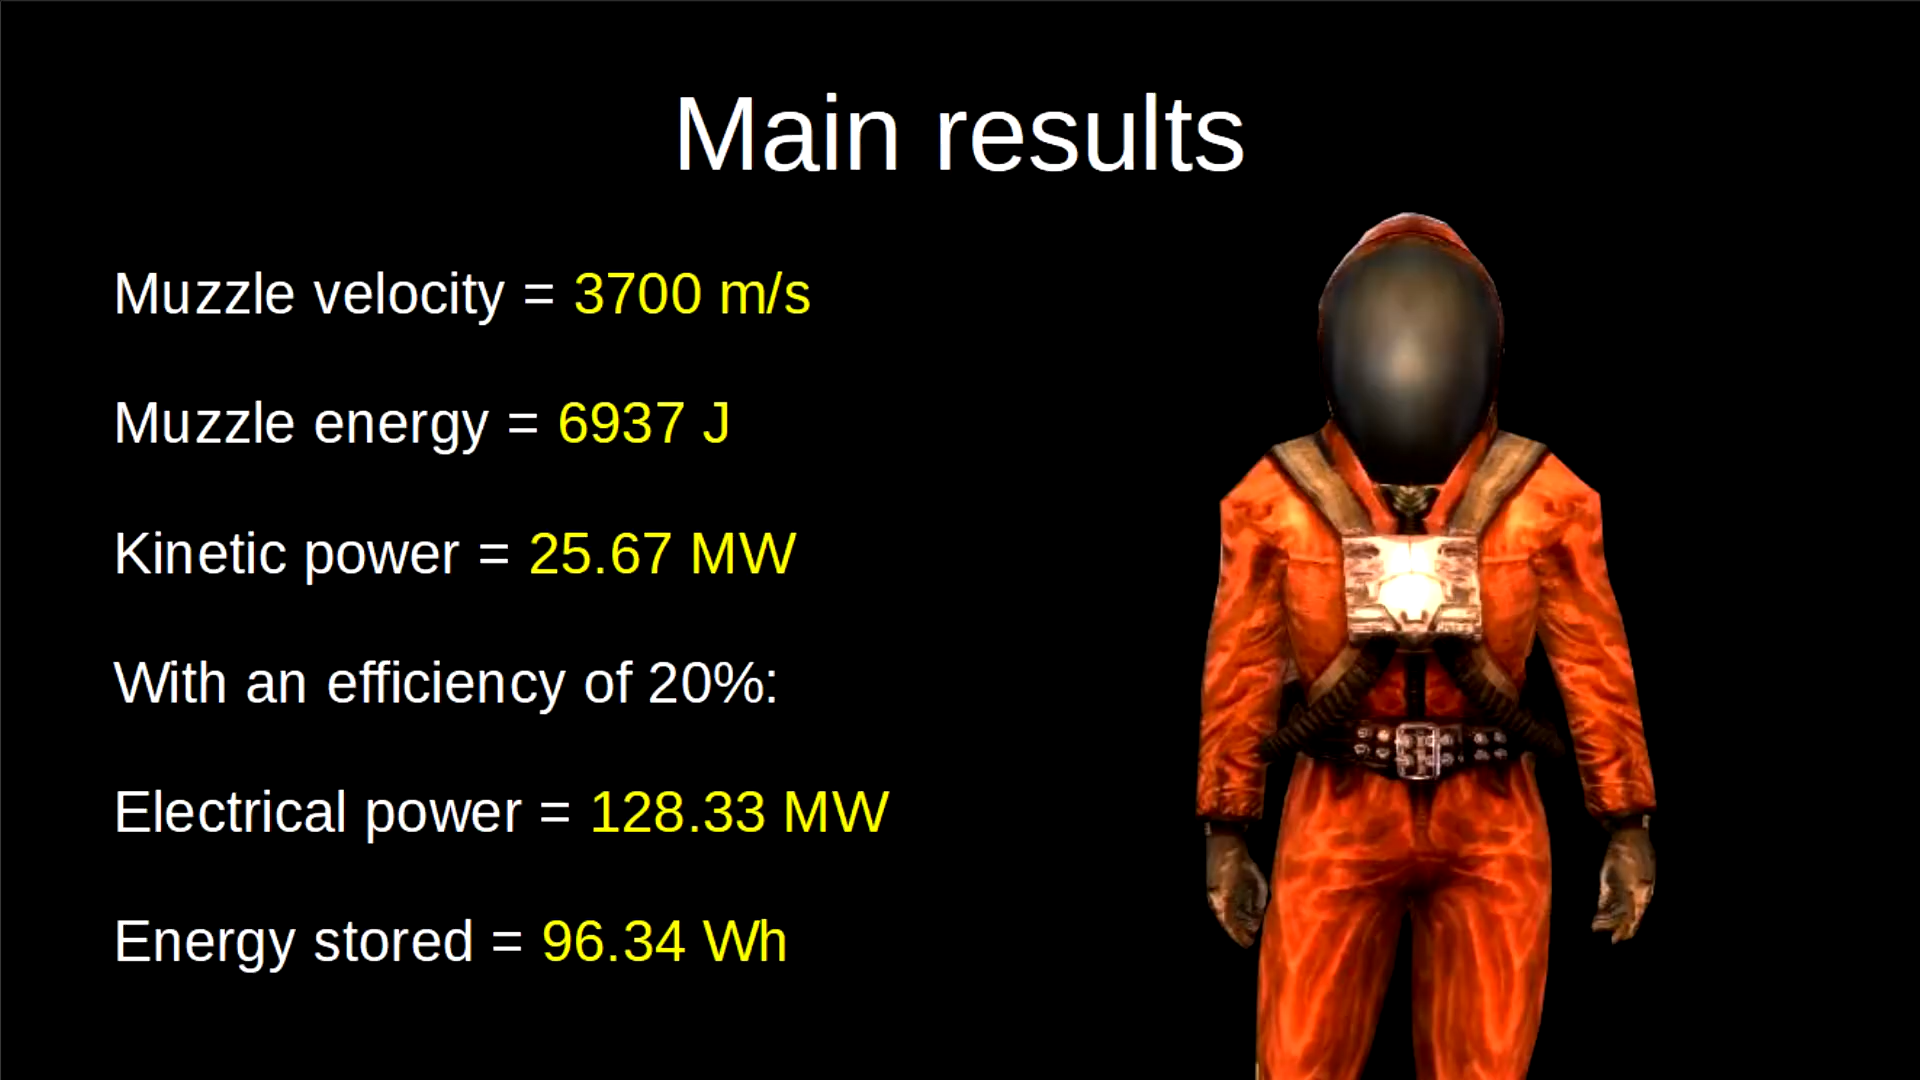 Main results
Muzzle velocity = 3700 m/s
Muzzle energy = 6937 J
Kinetic power = 25.67 MW
With an efficiency of 20%:
Electrical power = 128.33 MW
Energy stored = 96.34 Wh